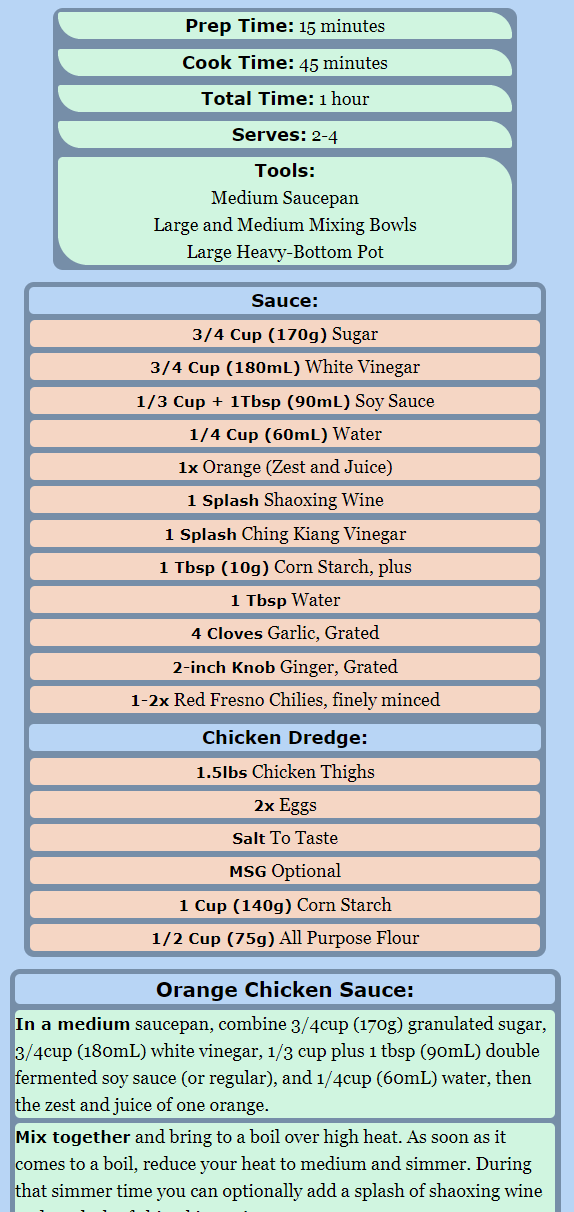 Prep Time: 15 minutes
Cook Time: 45 minutes
Total Time: 1 hour
Serves: 2-4
Tools:
Medium Saucepan
Large and Medium Mixing Bowls
Large Heavy-Bottom Pot
Sauce:
3/4 Cup (170g) Sugar
3/4 Cup (180mL) White Vinegar
1/3 Cup + 1Tbsp (90mL) Soy Sauce
1/4 Cup (60mL) Water
1x Orange (Zest and Juice)
1 Splash Shaoxing Wine
1 Splash Ching Kiang Vinegar
1 Tbsp (10g) Corn Starch, plus
1 Tbsp Water
4 Cloves Garlic, Grated
2-inch Knob Ginger, Grated
1-2x Red Fresno Chilies, finely minced
Chicken Dredge:
1.5lbs Chicken Thighs
2x Eggs
Salt To Taste
MSG Optional
1 Cup (140g) Corn Starch
1/2 Cup (75g) All Purpose Flour
Orange Chicken Sauce:
In a medium saucepan, combine 3/4cup (170g) granulated sugar,
3/4cup (180mL) white vinegar, 1/3 cup plus 1 tbsp (90mL) double
fermented soy sauce (or regular), and 1/4cup (60mL) water, then
the zest and juice of one orange.
Mix together and bring to a boil over high heat. As soon as it
comes to a boil, reduce your heat to medium and simmer. During
that simmer time you can optionally add a splash of shaoxing wine